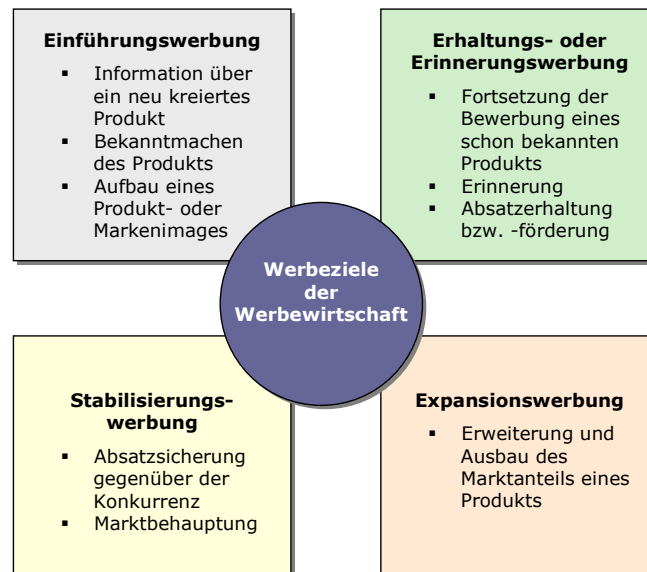 Einführungswerbung
▪ Information über
ein neu kreiertes
Produkt
▪ Bekanntmachen
des Produkts
▪ Aufbau eines
Produkt- oder
Markenimages
Erhaltungs- oder
Erinnerungswerbung
▪ Fortsetzung der
Bewerbung eines
schon bekannten
Produkts
▪ Erinnerung
▪ Absatzerhaltung
bzw. -förderung
Werbeziele
der
Werbewirtschaft
Stabilisierungs-
werbung
▪ Absatzsicherung
gegenüber der
Konkurrenz
▪ Marktbehauptung
Expansionswerbung
▪ Erweiterung und
Ausbau des
Marktanteils eines
Produkts